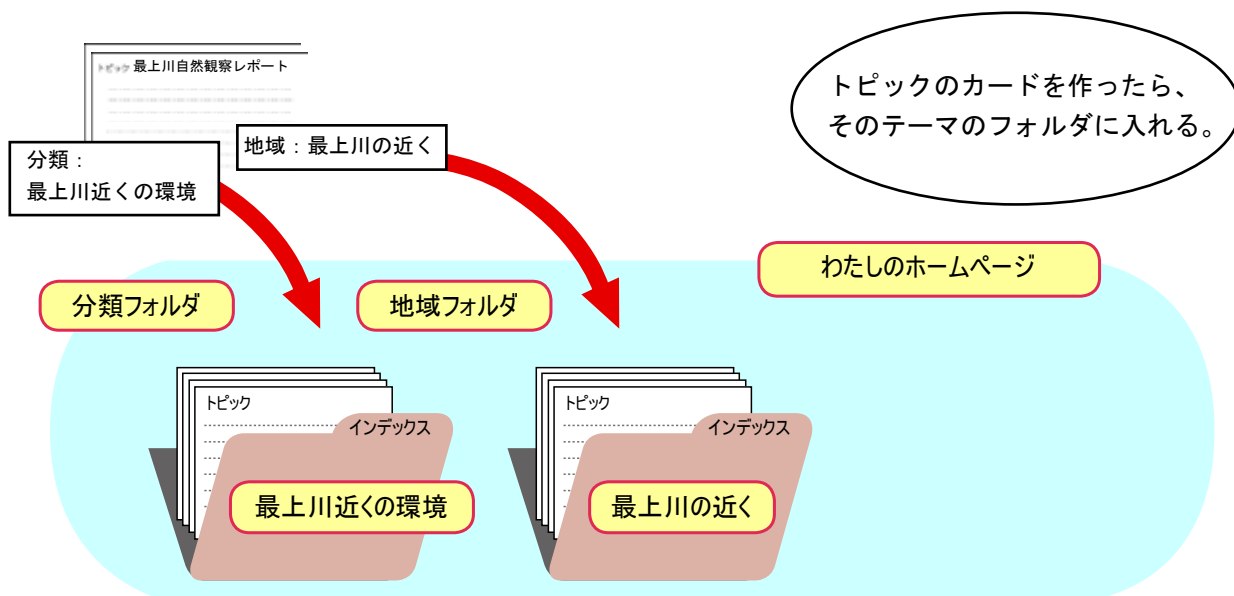 トピック 最上川自然観察レポート
トピックのカードを作ったら、
そのテーマのフォルダに入れる。
分類：
最上川近くの環境
地域：最上川の近く
わたしのホームページ
分類フォルダ
地域フォルダ
トピック
インデックス
最上川近くの環境
トピック
インデックス
最上川の近く